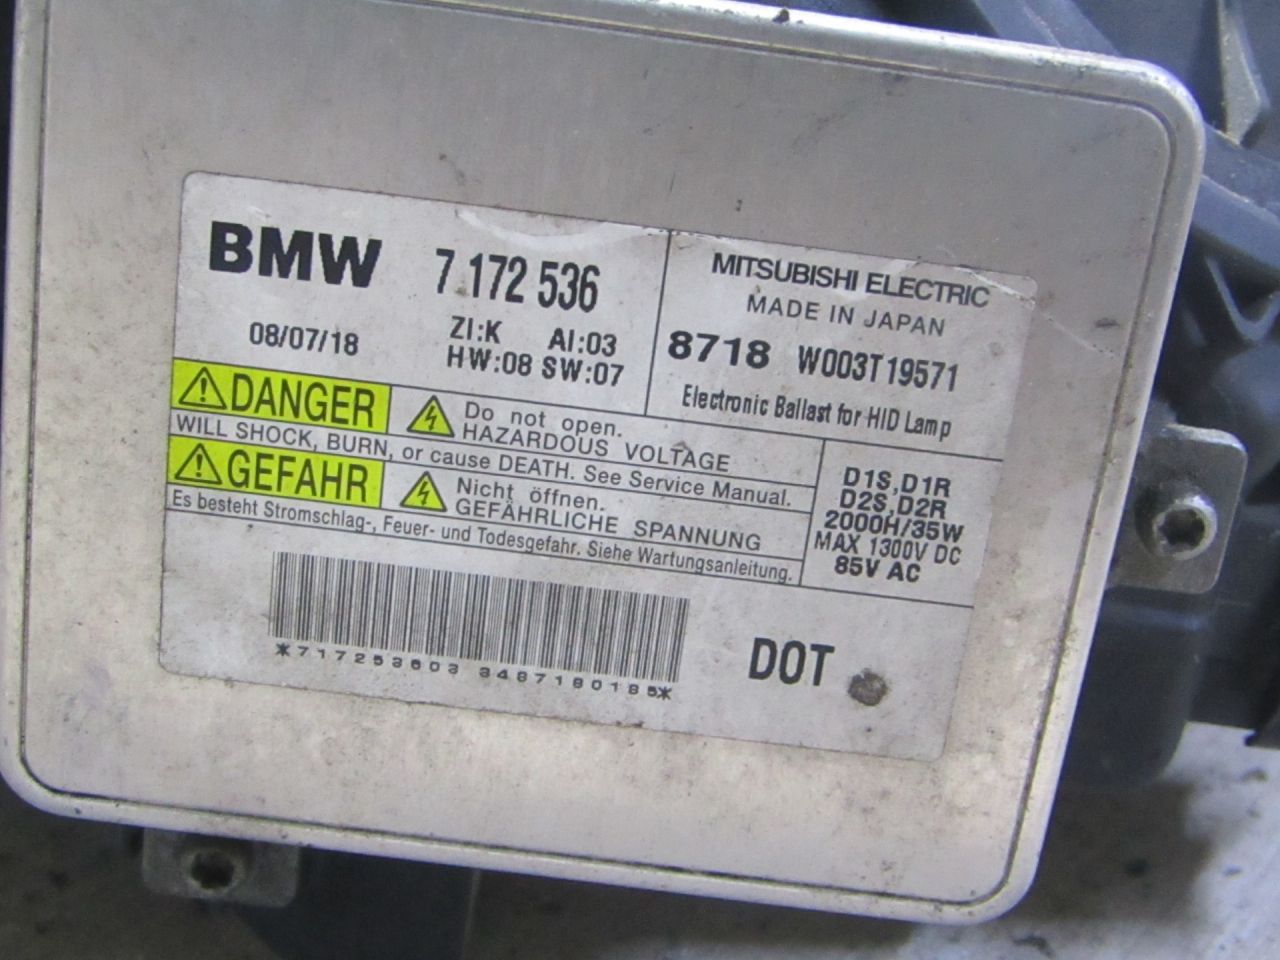 BMW 7.172 536
08/07/18
ZI:K AI:03
HW:08 SW:07
MITSUBISHI ELECTRIC
MADE IN JAPAN
8718 W003T19571
Electronic Ballast for HID Lamp
DANGER
Do not open.
HAZARDOUS VOLTAGE
WILL SHOCK, BURN, or cause DEATH. See Service Manual.
GEFAHR
Nicht öffnen.
GEFÄHRLICHE SPANNUNG
Es besteht Stromschlag-, Feuer- und Todesgefahr. Siehe Wartungsanleitung.
D1S,D1R
D2S,D2R
2000H/35W
MAX 1300V DC
85V AC
*717253603 3487180185*
DOT